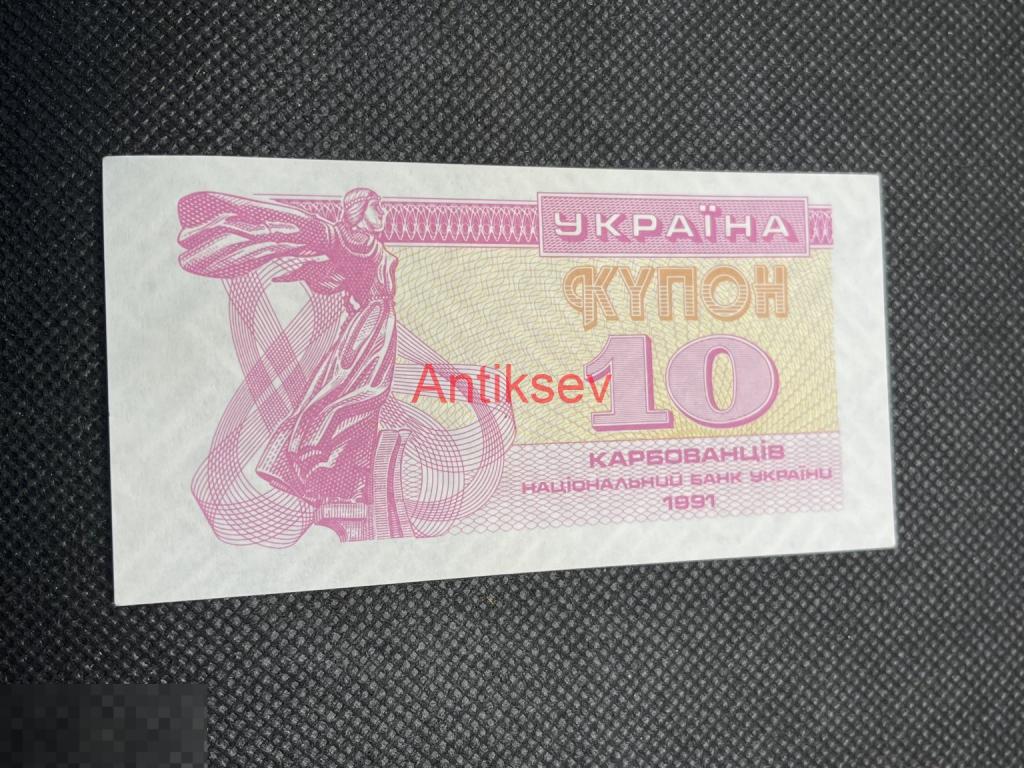 УКРАЇНА
КУПОН
10
Antiksev
КАРБОВАНЦІВ
НАЦІОНАЛЬНИЙ БАНК УКРАЇНИ
1991